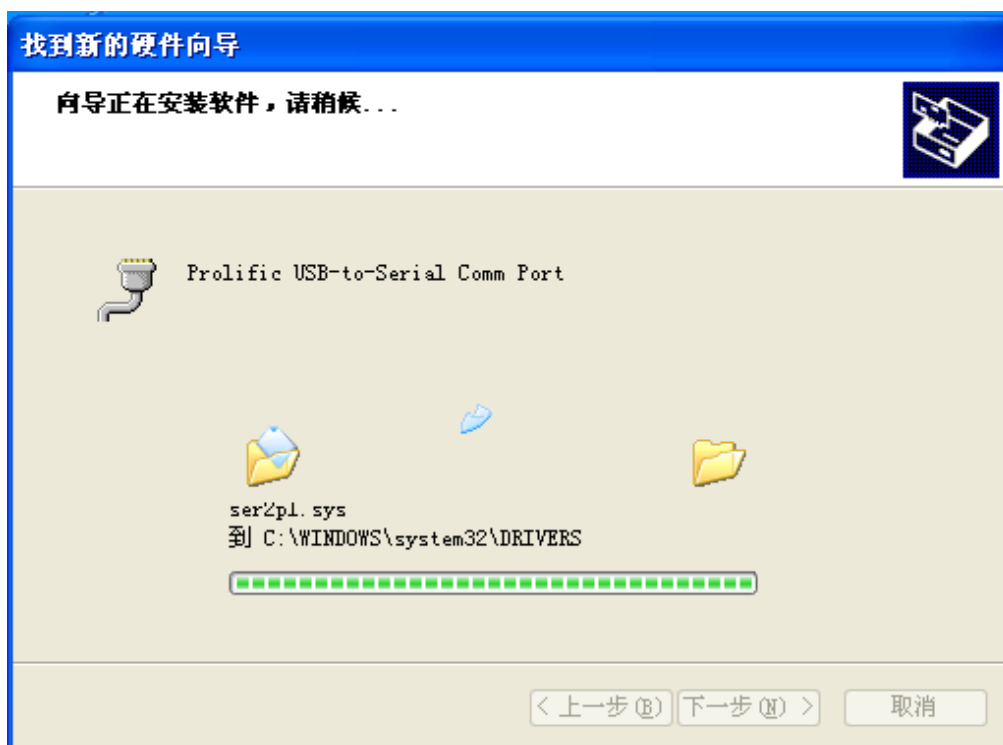 找到新的硬件向导
向导正在安装软件，请稍候...
Prolific USB-to-Serial Comm Port
ser2pl.sys
到 C:\WINDOWS\system32\DRIVERS
< 上一步(B) 下一步(N) > 取消